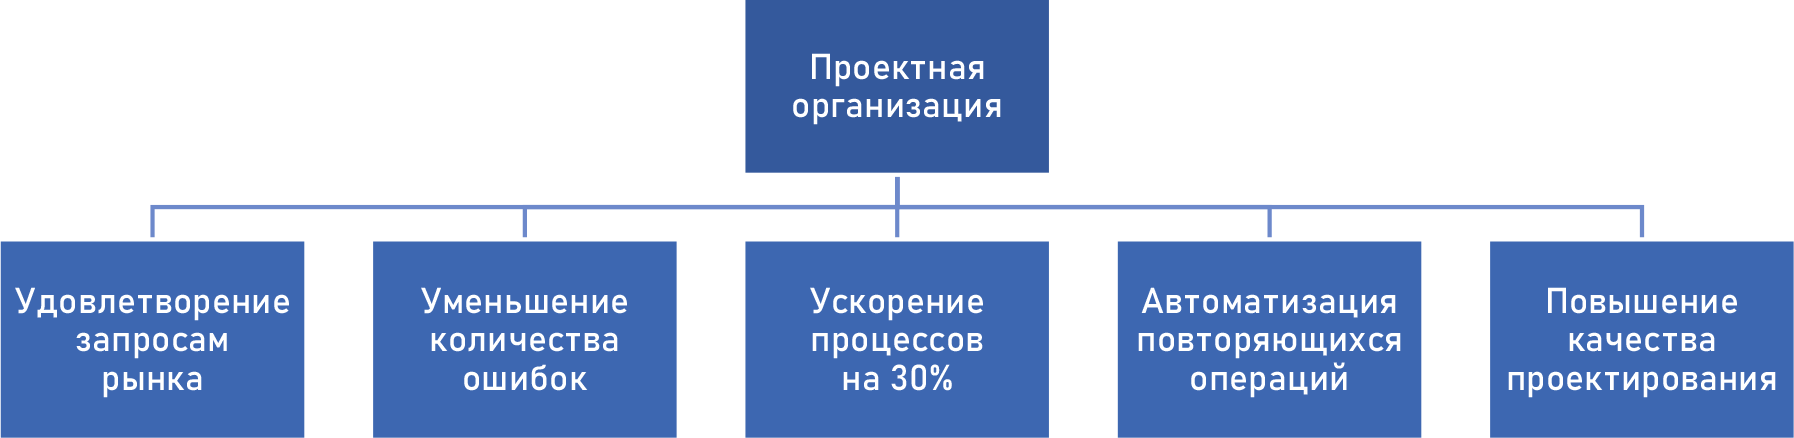 Проектная
организация
Удовлетворение
запросам
рынка
Уменьшение
количества
ошибок
Ускорение
процессов
на 30%
Автоматизация
повторяющихся
операций
Повышение
качества
проектирования